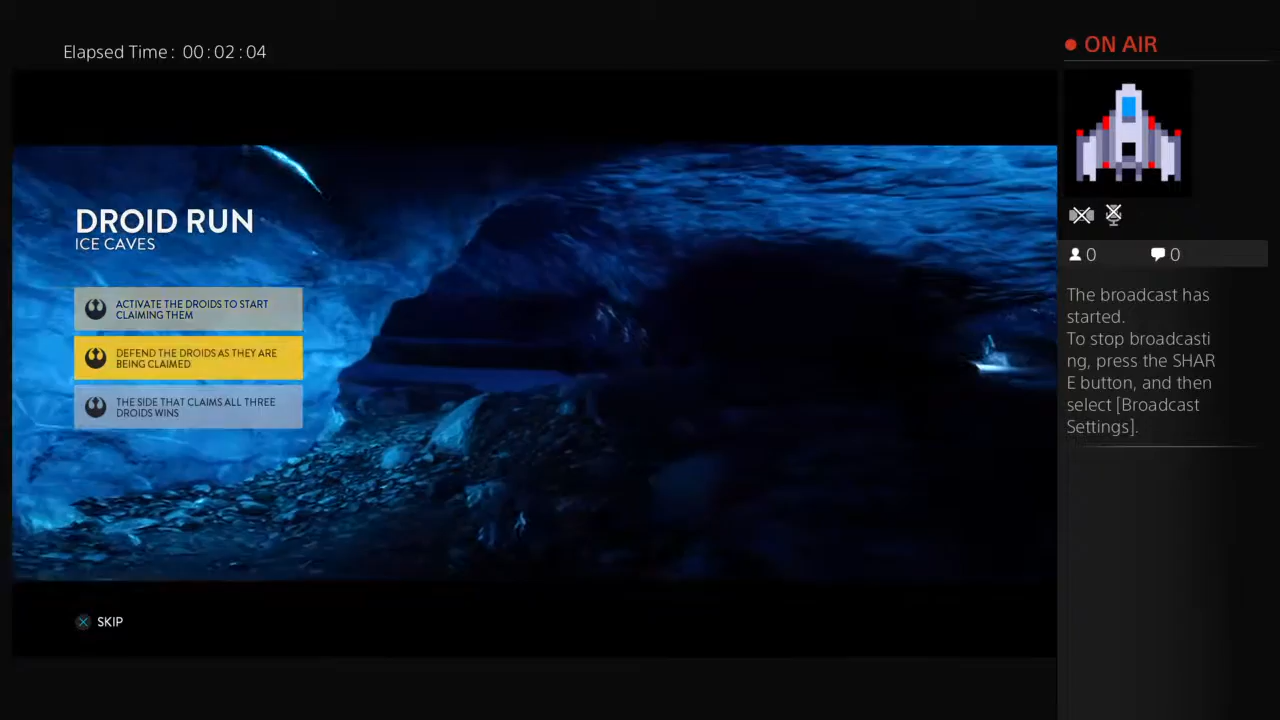 Elapsed Time: 00:02:04
ON AIR
DROID RUN
ICE CAVES
ACTIVATE THE DROIDS TO START
CLAIMING THEM
DEFEND THE DROIDS AS THEY ARE
BEING CLAIMED
THE SIDE THAT CLAIMS ALL THREE
DROIDS WINS
SKIP
0
0
The broadcast has
started.
To stop broadcasti
ng, press the SHAR
E button, and then
select [Broadcast
Settings].